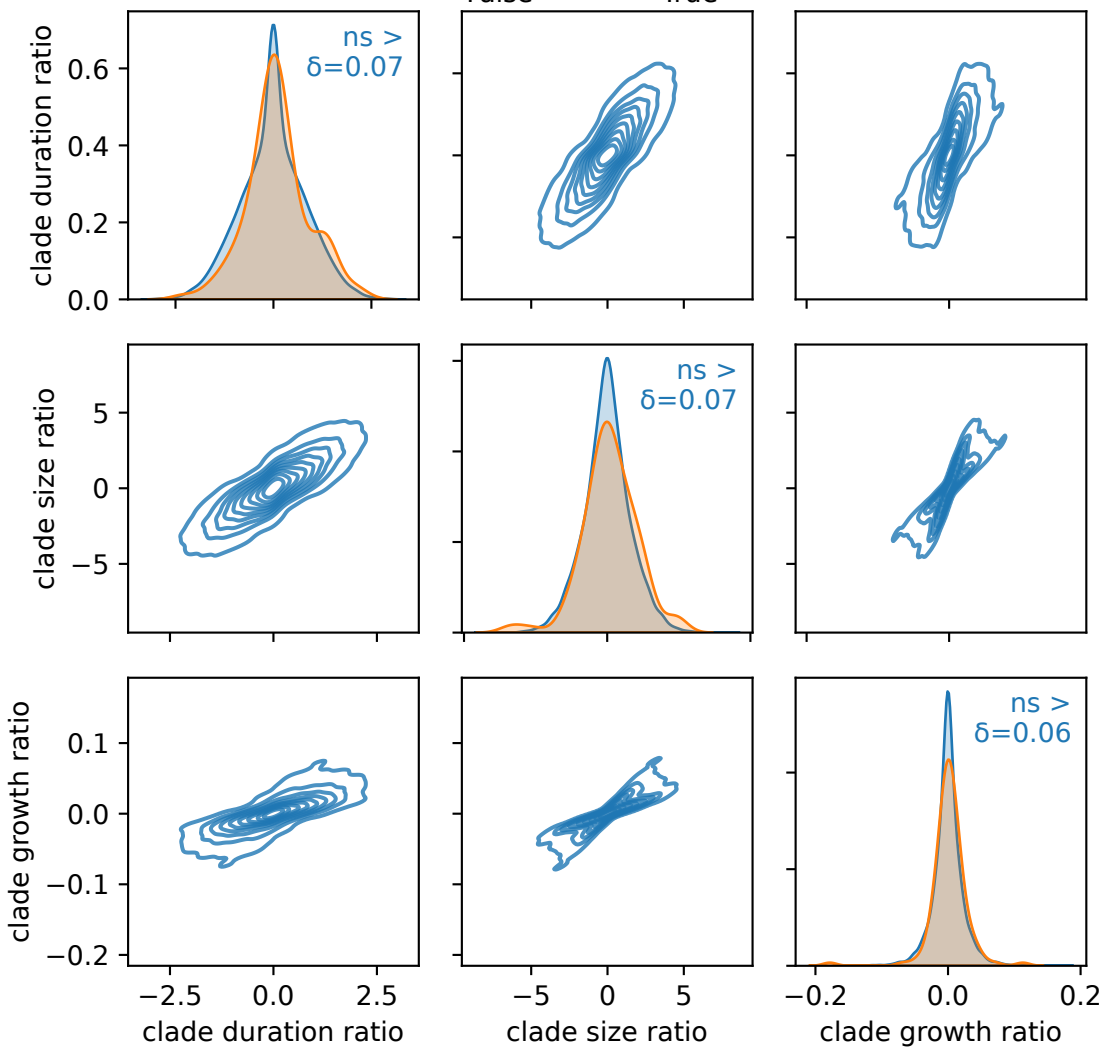 False True
clade duration ratio
0.6
0.4
0.2
0.0
ns >
δ=0.07
clade size ratio
5
0
−5
ns >
δ=0.07
clade growth ratio
0.1
0.0
−0.1
−0.2
ns >
δ=0.06
−2.5 0.0 2.5
−5 0 5
−0.2 0.0 0.2
clade duration ratio
clade size ratio
clade growth ratio